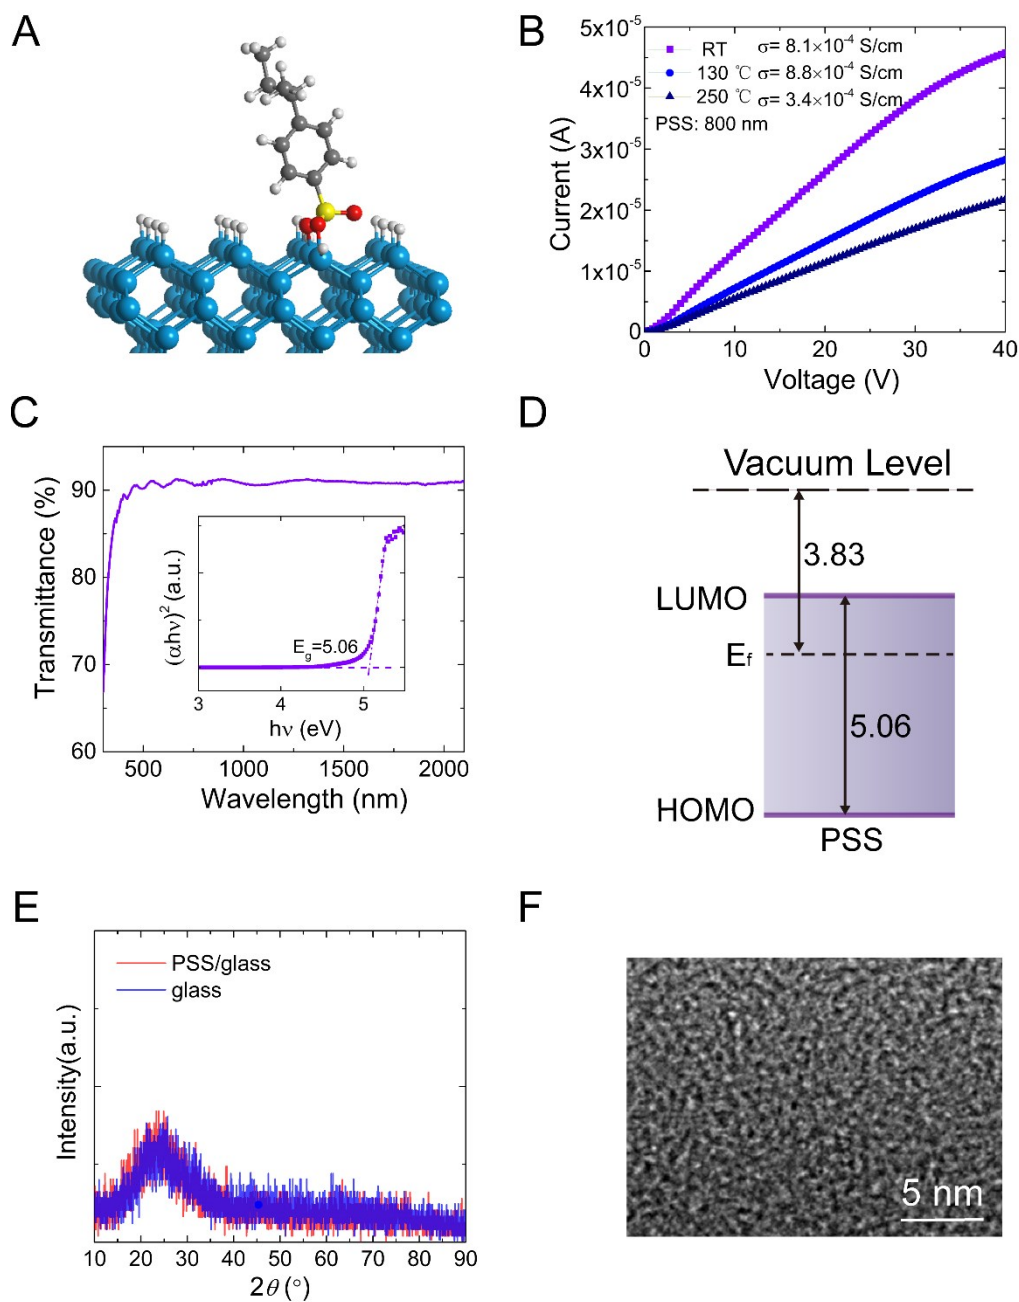 A
B
5x10⁻⁵
4x10⁻⁵
3x10⁻⁵
2x10⁻⁵
1x10⁻⁵
0
Current (A)
RT σ= 8.1×10⁻⁴ S/cm
130 ℃ σ= 8.8×10⁻⁴ S/cm
250 ℃ σ= 3.4×10⁻⁴ S/cm
PSS: 800 nm
0 10 20 30 40
Voltage (V)
C
Transmittance (%)
90
80
70
60
500 1000 1500 2000
Wavelength (nm)
(αhν)² (a.u.)
E_g=5.06
3 4 5
hν (eV)
D
Vacuum Level
3.83
LUMO
E_f
5.06
HOMO
PSS
E
Intensity(a.u.)
PSS/glass
glass
10 20 30 40 50 60 70 80 90
2θ (°)
F
5 nm